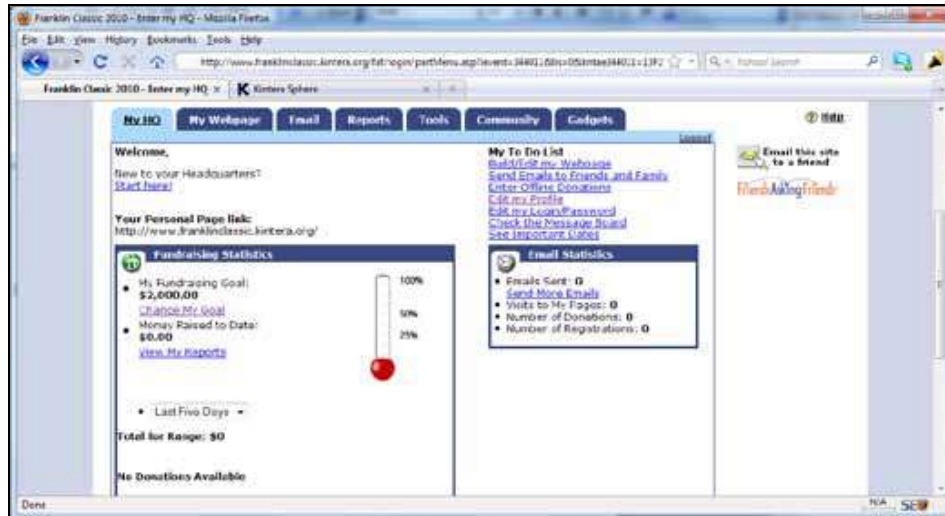 Franklin Classic 2010 - Enter my HQ - Mozilla Firefox
File Edit View History Bookmarks Tools Help
Franklin Classic 2010 - Enter my HQ
Kintera Sphere
My HQ My Webpage Email Reports Tools Community Gadgets
Help
Logout
Email this site
to a friend
FriendsAskingFriends
Welcome,
New to your Headquarters?
Start here!
Your Personal Page link:
http://www.franklinclassic.kintera.org/
My To Do List
Build/Edit my Webpage
Send Emails to Friends and Family
Enter Offline Donations
Edit my Profile
Edit my Login/Password
Check the Message Board
See Important Dates
Fundraising Statistics
My Fundraising Goal:
$2,000.00
Change My Goal
Money Raised to Date:
$0.00
View My Reports
100%
50%
25%
Last Five Days
Total for Range: $0
No Donations Available
Email Statistics
Emails Sent: 0
Send More Emails
Visits to My Pages: 0
Number of Donations: 0
Number of Registrations: 0
Done
N/A